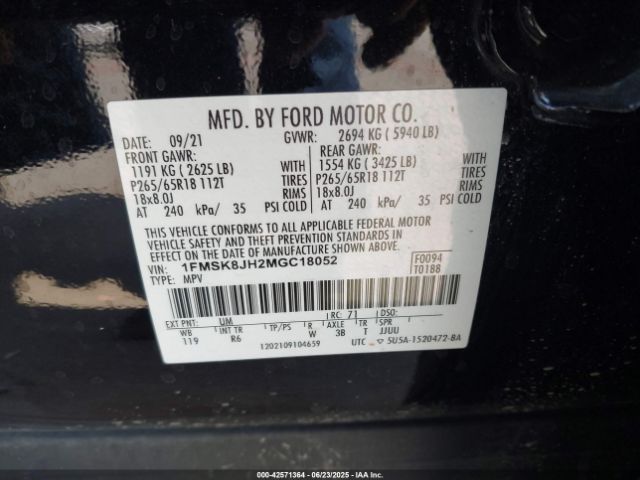 MFD. BY FORD MOTOR CO.
DATE: 09/21 GVWR: 2694 KG ( 5940 LB)
FRONT GAWR: REAR GAWR:
1191 KG ( 2625 LB) WITH 1554 KG ( 3425 LB) WITH
P265/65R18 112T TIRES P265/65R18 112T TIRES
18x8.0J RIMS 18x8.0J RIMS
AT 240 kPa/ 35 PSI COLD AT 240 kPa/ 35 PSI COLD
THIS VEHICLE CONFORMS TO ALL APPLICABLE FEDERAL MOTOR
VEHICLE SAFETY AND THEFT PREVENTION STANDARDS IN
EFFECT ON THE DATE OF MANUFACTURE SHOWN ABOVE.
VIN: 1FMSK8JH2MGC18052 F0094
TYPE: MPV T0188
EXT PNT: UM RC: 71 DSO:
WB INT TR TP/PS R AXLE TR SPR
119 R6 W 3B T JJUU
1202109104659 UTC 5U5A-1520472-BA
000-42571364 | 06/23/2025 - IAAI.COM